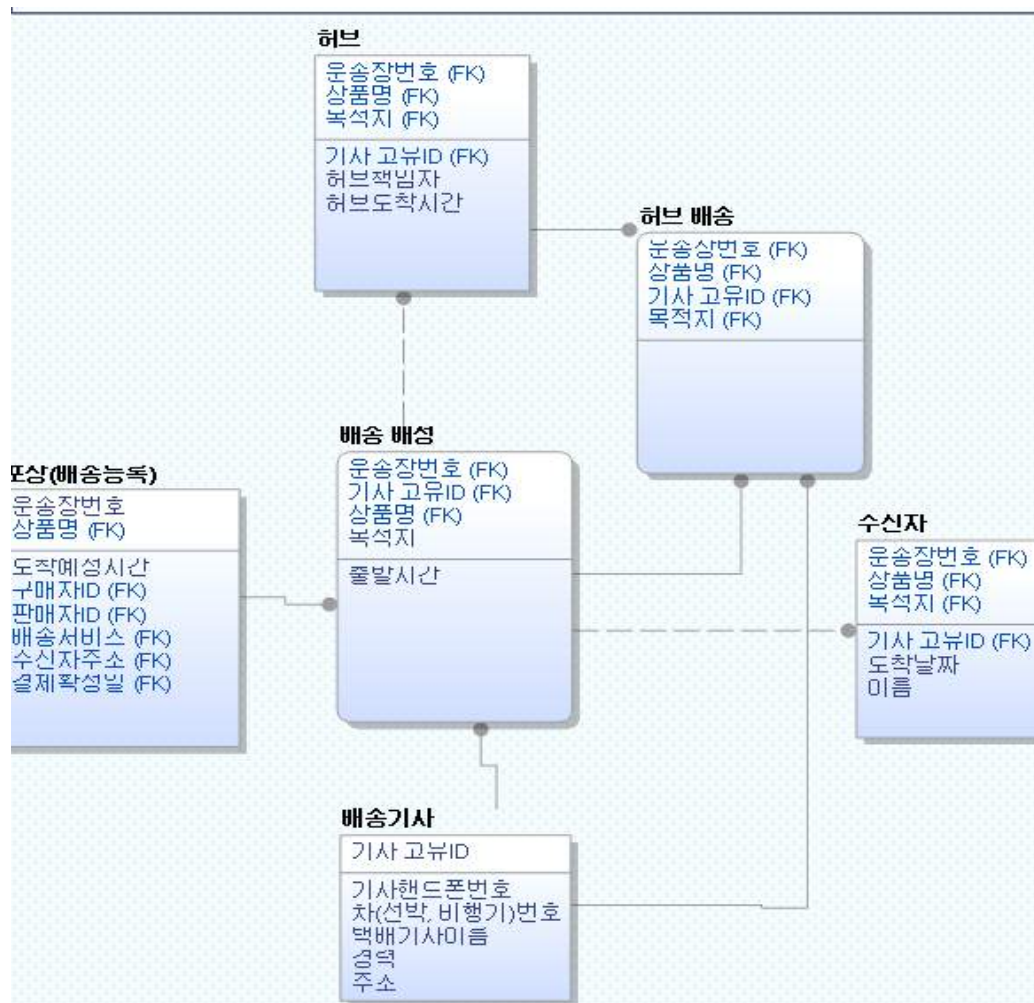 허브
운송장번호 (FK)
상품명 (FK)
목적지 (FK)
기사 고유ID (FK)
허브책임자
허브도착시간
허브 배송
운송장번호 (FK)
상품명 (FK)
기사 고유ID (FK)
목적지 (FK)
배송 배정
운송장번호 (FK)
기사 고유ID (FK)
상품명 (FK)
목적지
출발시간
포장(배송등록)
운송장번호
상품명 (FK)
도착예정시간
구매자ID (FK)
판매자ID (FK)
배송서비스 (FK)
수신자주소 (FK)
결제확정일 (FK)
수신자
운송장번호 (FK)
상품명 (FK)
목적지 (FK)
기사 고유ID (FK)
도착날짜
이름
배송기사
기사 고유ID
기사핸드폰번호
차(선박, 비행기)번호
택배기사이름
경력
주소